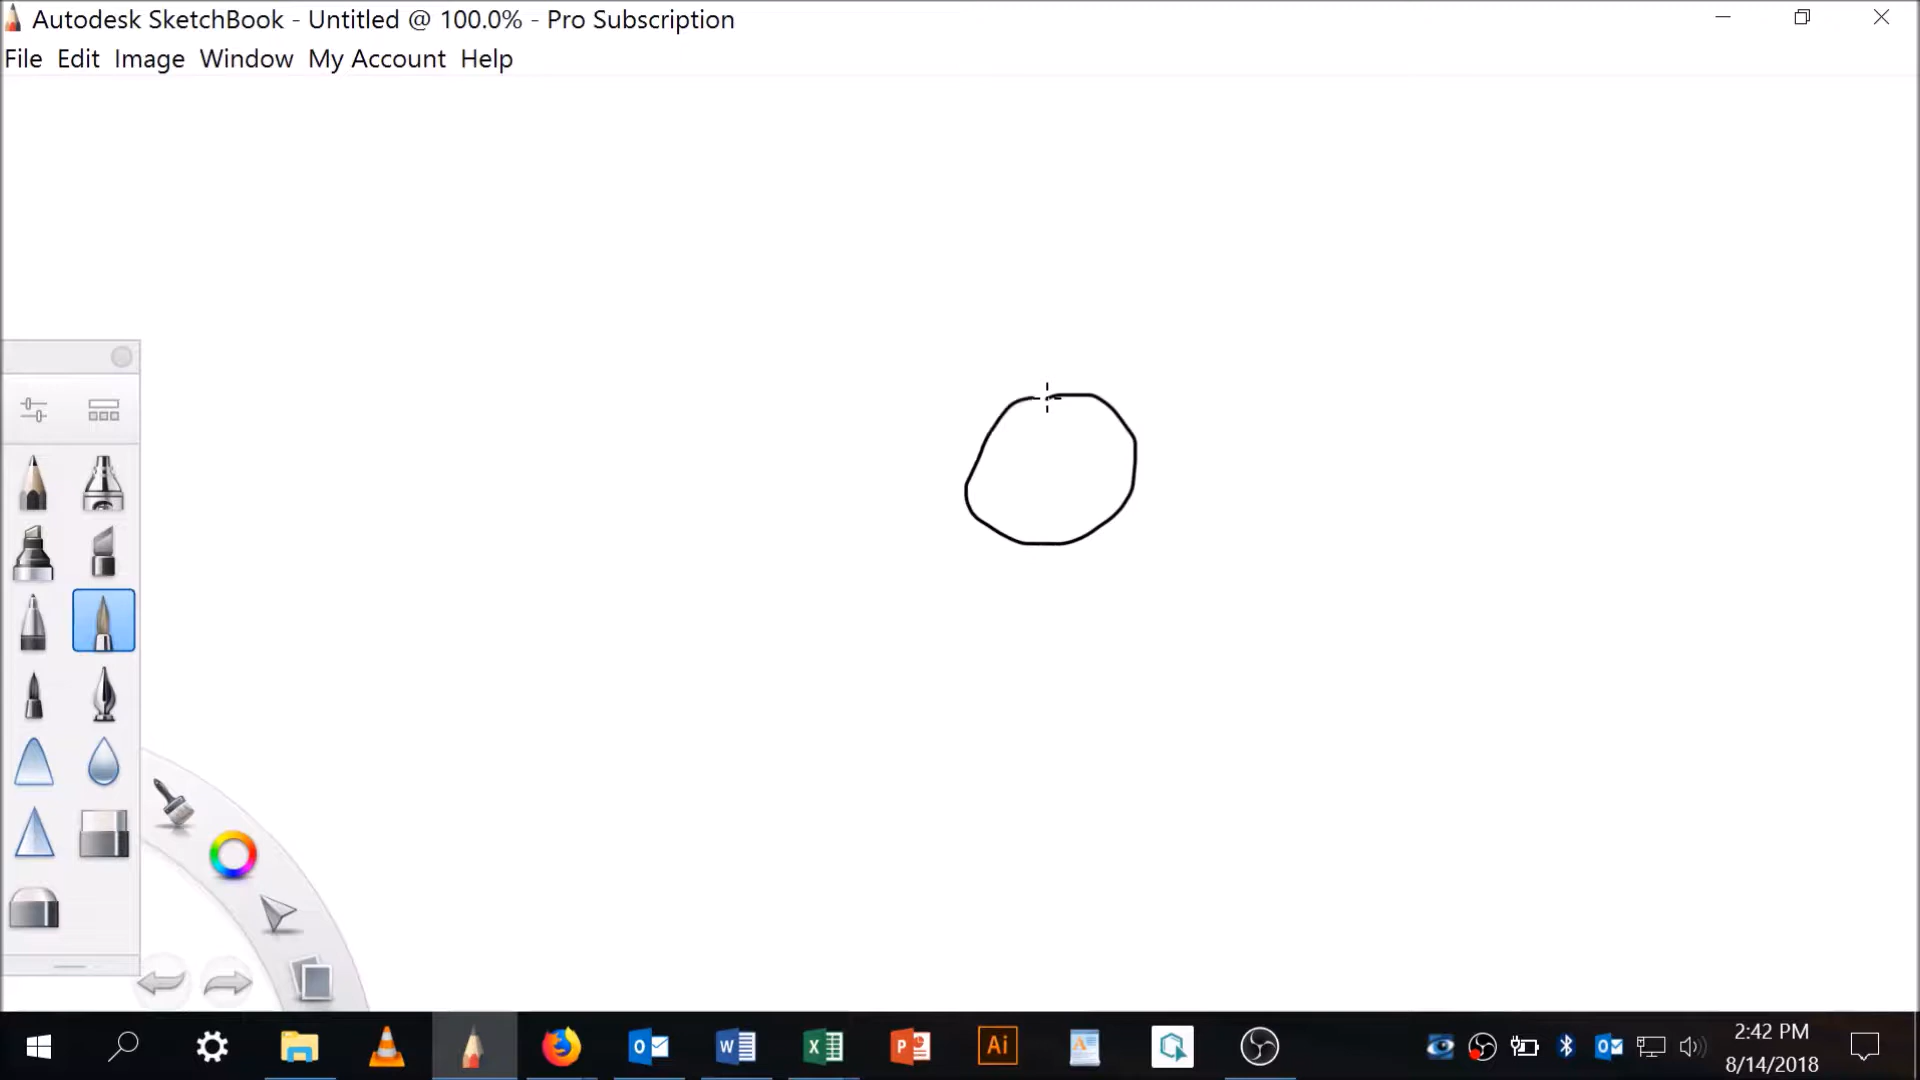 Autodesk SketchBook - Untitled @ 100.0% - Pro Subscription
File Edit Image Window My Account Help
Ai
2:42 PM
8/14/2018